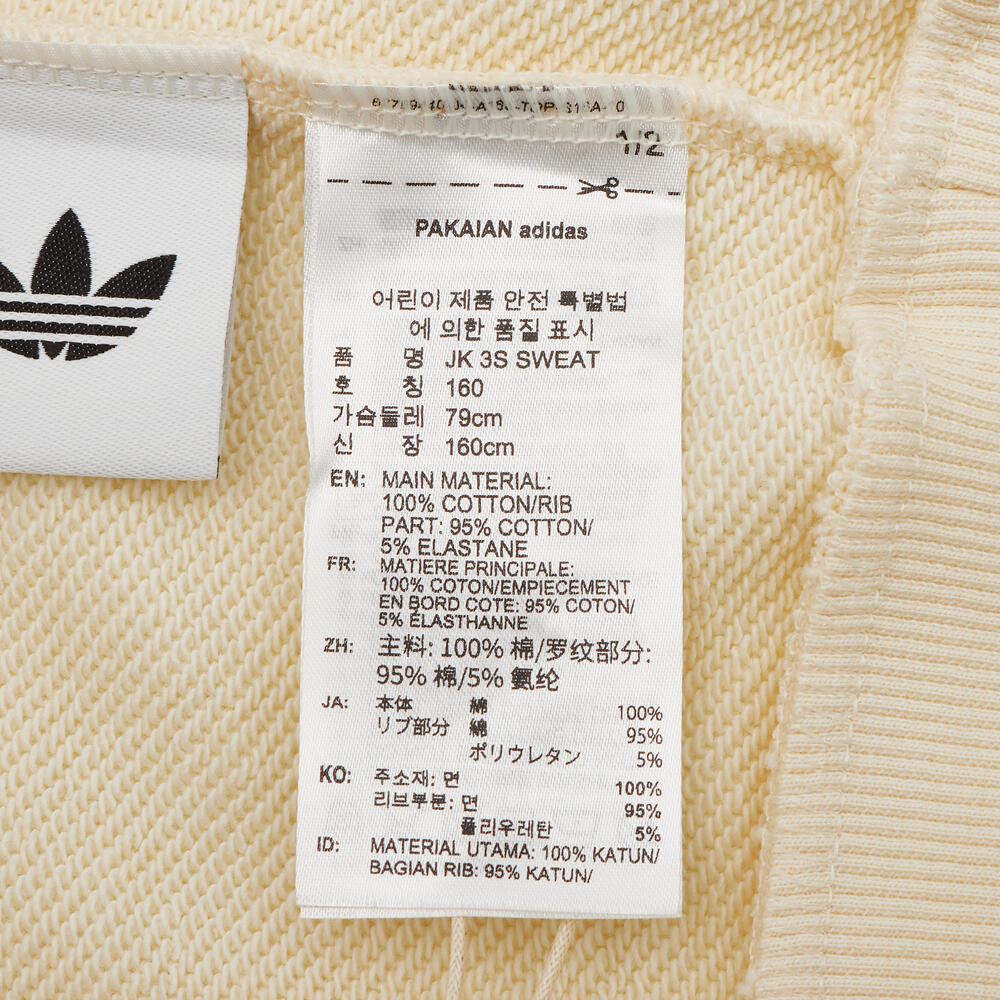 1/2
PAKAIAN adidas
어린이 제품 안전 특별법
에 의한 품질 표시
품 명 JK 3S SWEAT
호 칭 160
가슴둘레 79cm
신 장 160cm
EN: MAIN MATERIAL:
100% COTTON/RIB
PART: 95% COTTON/
5% ELASTANE
FR: MATIERE PRINCIPALE:
100% COTON/EMPIECEMENT
EN BORD COTE: 95% COTON/
5% ÉLASTHANNE
ZH: 主料: 100% 棉/罗纹部分:
95% 棉/5% 氨纶
JA: 本体 綿 100%
リブ部分 綿 95%
ポリウレタン 5%
KO: 주소재: 면 100%
리브부분: 면 95%
폴리우레탄 5%
ID: MATERIAL UTAMA: 100% KATUN/
BAGIAN RIB: 95% KATUN/